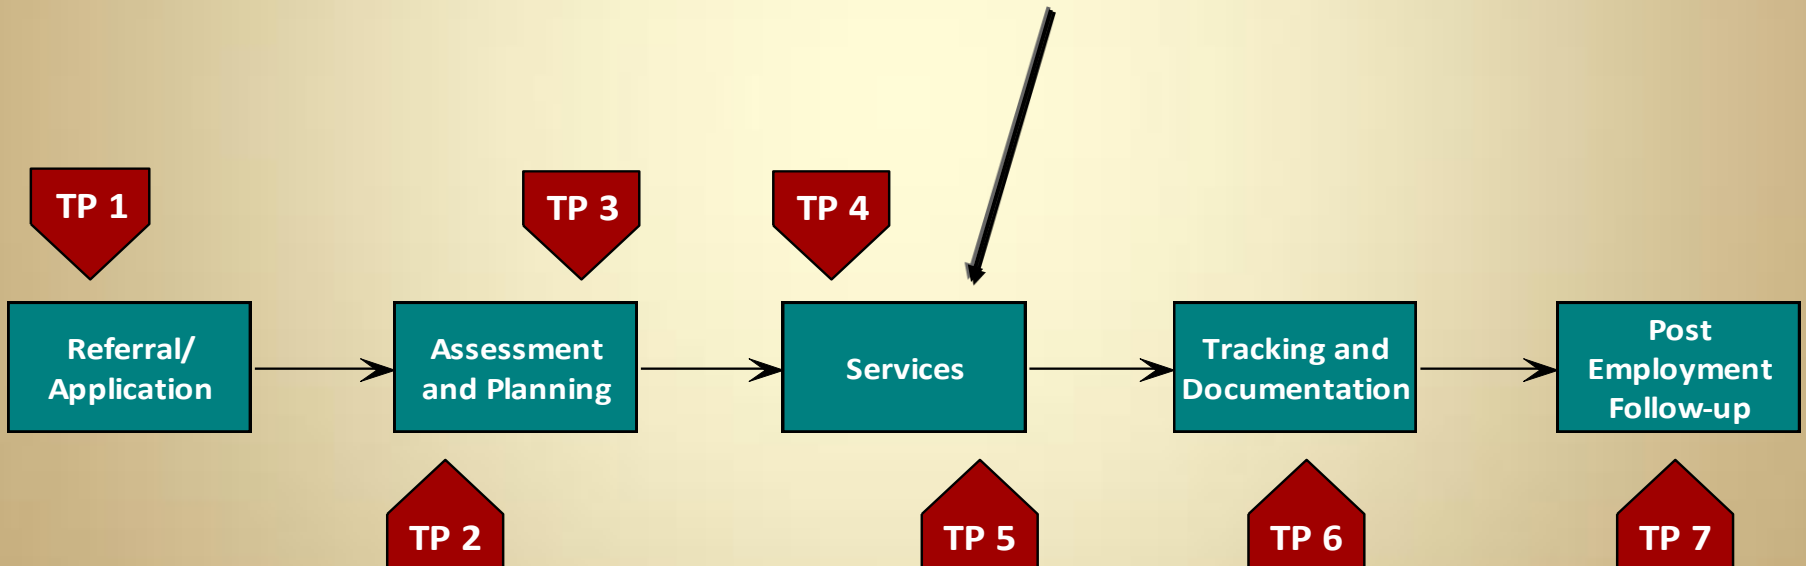 TP 1
TP 3
TP 4
Referral/
Application
Assessment
and Planning
Services
Tracking and
Documentation
Post
Employment
Follow-up
TP 2
TP 5
TP 6
TP 7